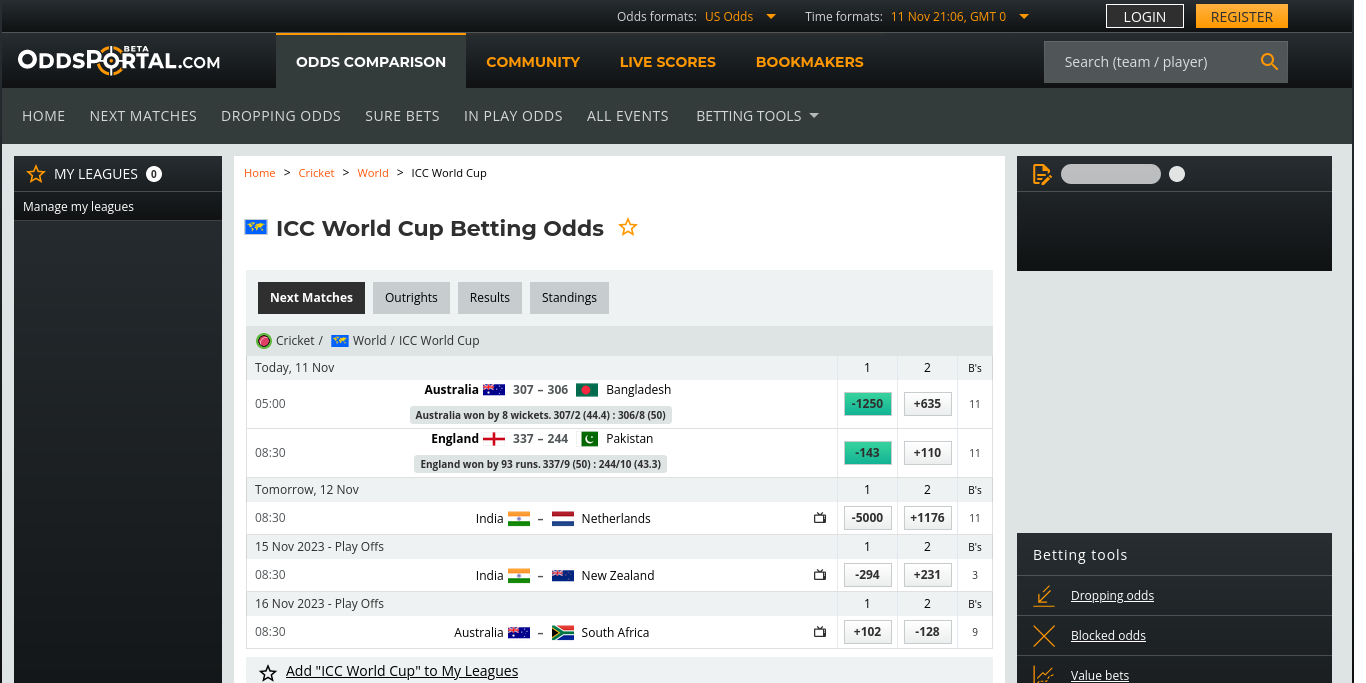 Odds formats: US Odds Time formats: 11 Nov 21:06, GMT 0 LOGIN REGISTER
ODDSPORTAL.COM BETA ODDS COMPARISON COMMUNITY LIVE SCORES BOOKMAKERS Search (team / player)
HOME NEXT MATCHES DROPPING ODDS SURE BETS IN PLAY ODDS ALL EVENTS BETTING TOOLS
MY LEAGUES 0
Manage my leagues
Home > Cricket > World > ICC World Cup
ICC World Cup Betting Odds
Next Matches Outrights Results Standings
Cricket / World / ICC World Cup
Today, 11 Nov 1 2 B's
05:00 Australia 307 – 306 Bangladesh -1250 +635 11
Australia won by 8 wickets. 307/2 (44.4) : 306/8 (50)
08:30 England 337 – 244 Pakistan -143 +110 11
England won by 93 runs. 337/9 (50) : 244/10 (43.3)
Tomorrow, 12 Nov 1 2 B's
08:30 India – Netherlands -5000 +1176 11
15 Nov 2023 - Play Offs 1 2 B's
08:30 India – New Zealand -294 +231 3
16 Nov 2023 - Play Offs 1 2 B's
08:30 Australia – South Africa +102 -128 9
Add "ICC World Cup" to My Leagues
Betting tools
Dropping odds
Blocked odds
Value bets